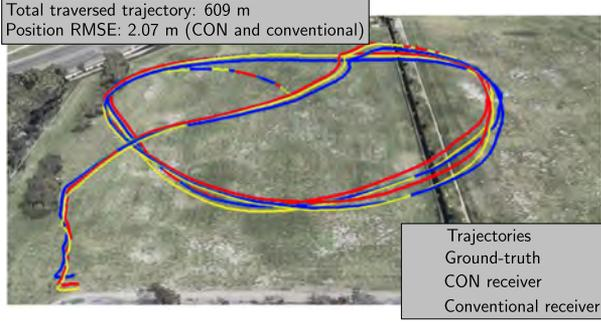 Total traversed trajectory: 609 m
Position RMSE: 2.07 m (CON and conventional)
Trajectories
Ground-truth
CON receiver
Conventional receiver